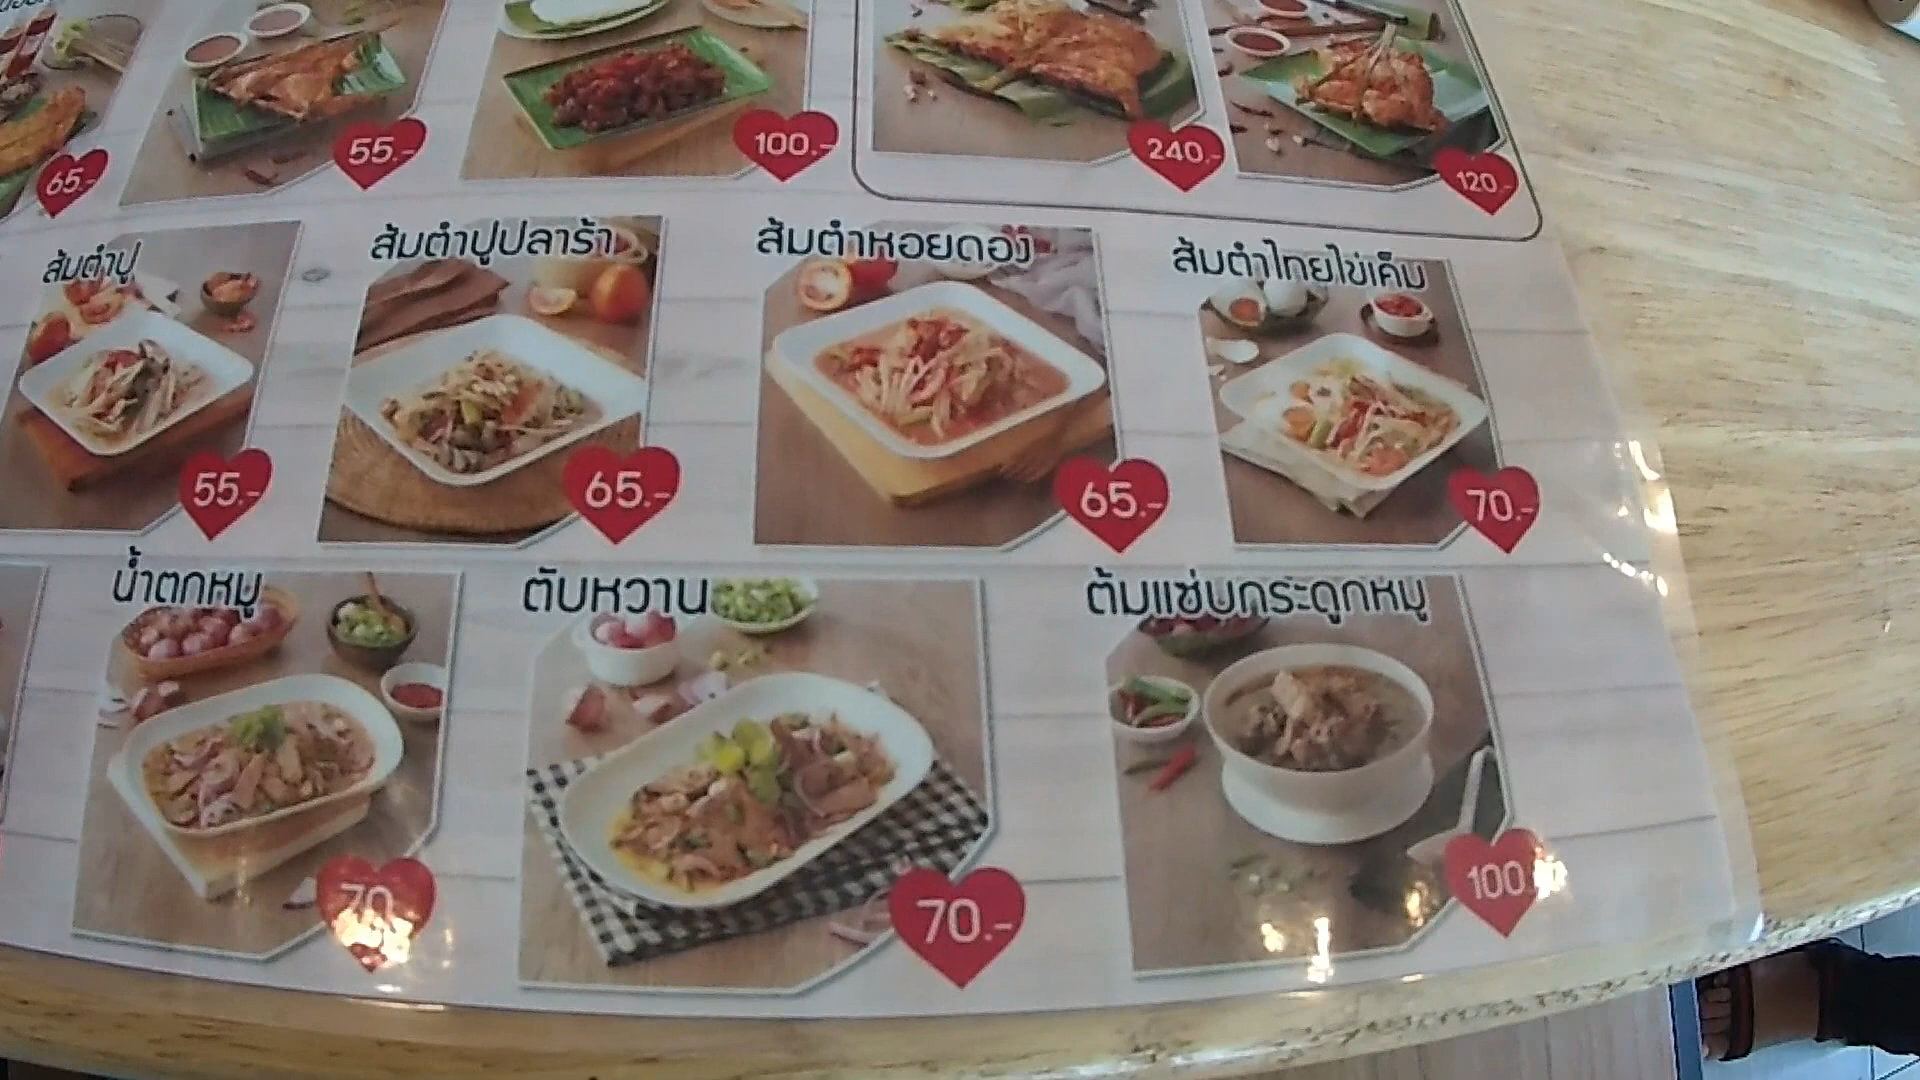 65.-
55.-
100.-
240.-
120.-
ส้มตำปู
ส้มตำปูปลาร้า
ส้มตำหอยดอง
ส้มตำไทยไข่เค็ม
55.-
65.-
65.-
70.-
น้ำตกหมู
ตับหวาน
ต้มแซ่บกระดูกหมู
70
70.-
100